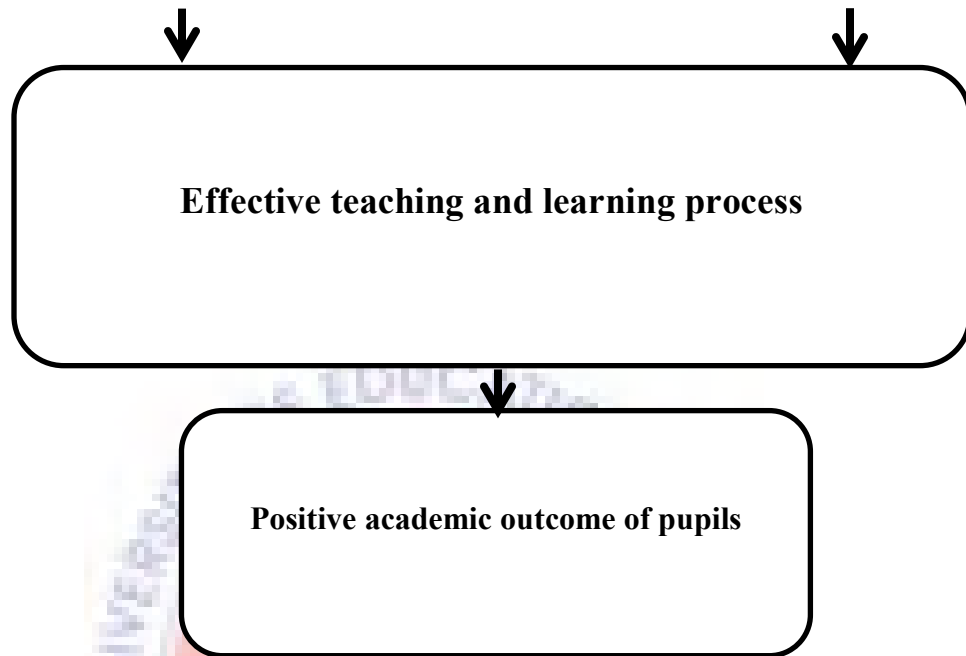 Effective teaching and learning process
Positive academic outcome of pupils